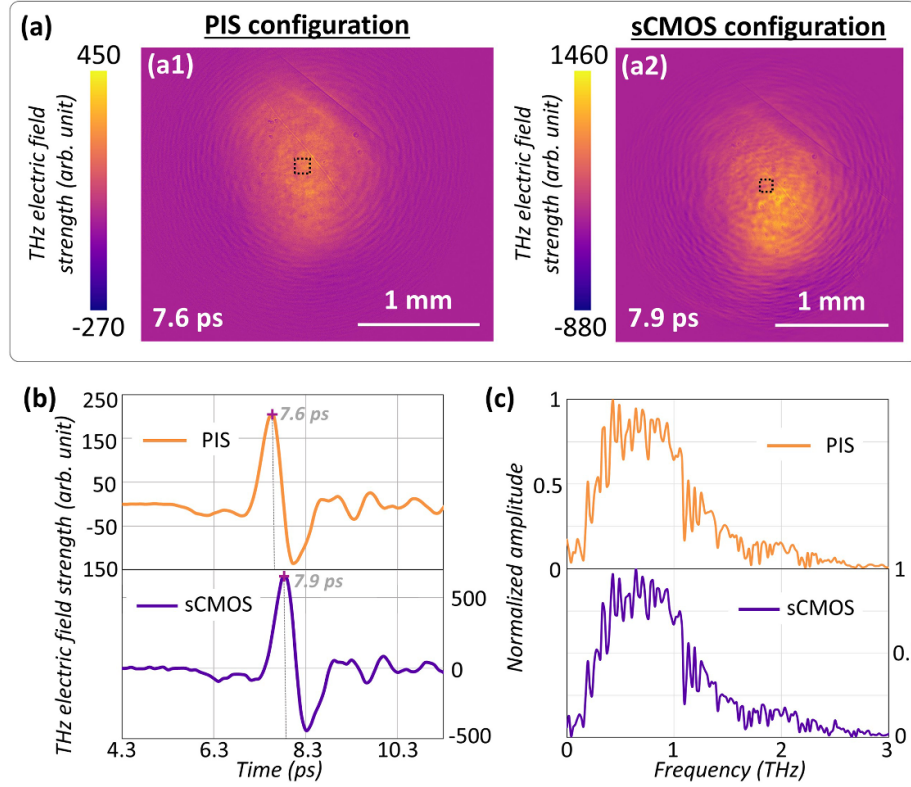 (a)
PIS configuration
sCMOS configuration
450
-270
THz electric field
strength (arb. unit)
(a1)
7.6 ps
1 mm
1460
-880
THz electric field
strength (arb. unit)
(a2)
7.9 ps
1 mm
(b)
THz electric field strength (arb. unit)
250
150
50
-50
150
PIS
7.6 ps
sCMOS
7.9 ps
500
0
-500
4.3
6.3
8.3
10.3
Time (ps)
(c)
Normalized amplitude
1
0.5
0
PIS
sCMOS
1
0.
0
0
1
2
3
Frequency (THz)